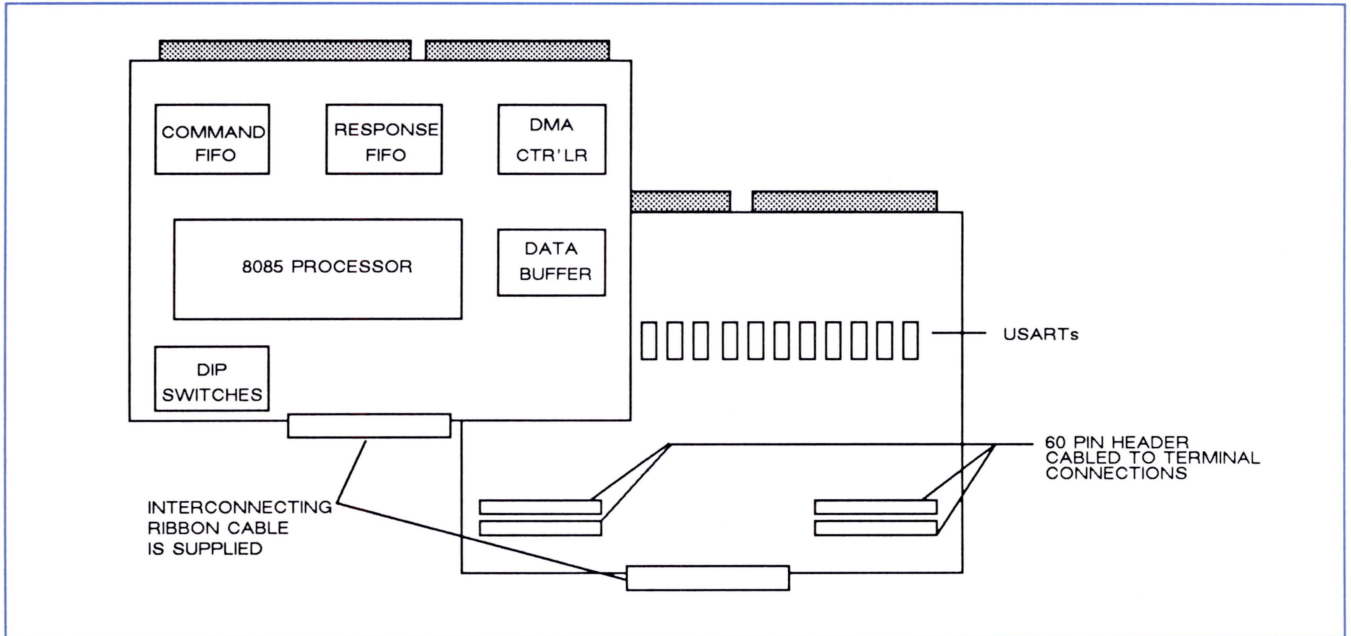 COMMAND
FIFO
RESPONSE
FIFO
DMA
CTR'LR
8085 PROCESSOR
DATA
BUFFER
USARTs
DIP
SWITCHES
60 PIN HEADER
CABLED TO TERMINAL
CONNECTIONS
INTERCONNECTING
RIBBON CABLE
IS SUPPLIED